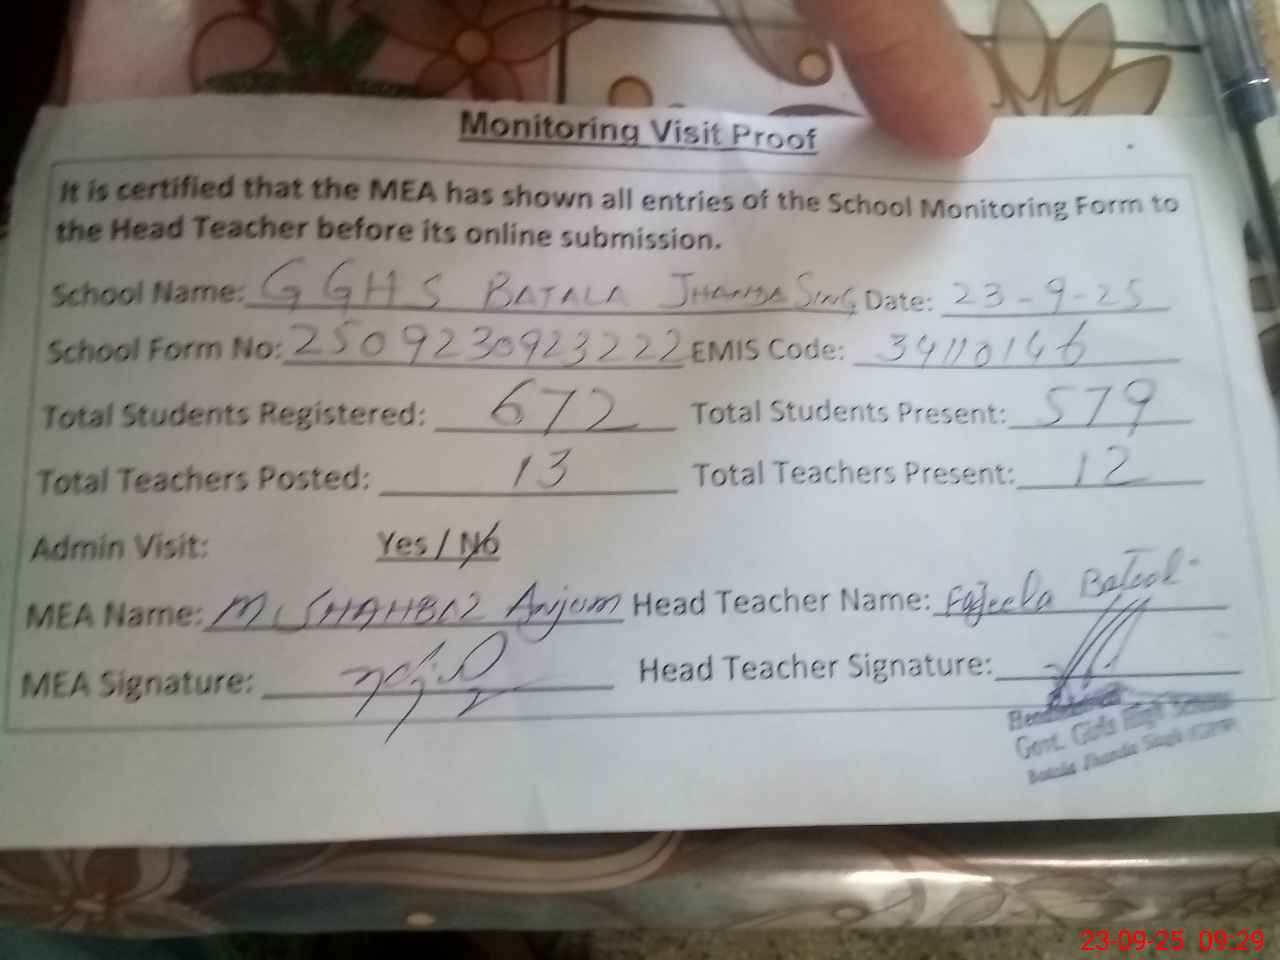 Monitoring Visit Proof
It is certified that the MEA has shown all entries of the School Monitoring Form to
the Head Teacher before its online submission.
School Name: GGHS BATALA JHANDA SING Date: 23-9-25
School Form No: 2509230923222 EMIS Code: 34110146
Total Students Registered: 672 Total Students Present: 579
Total Teachers Posted: 13 Total Teachers Present: 12
Admin Visit: Yes / No
MEA Name: M SHAHBAZ Anjum Head Teacher Name: Batool
MEA Signature: Head Teacher Signature:
Govt. Girls High School
Batala Jhanda Singh
23-09-25 09:29